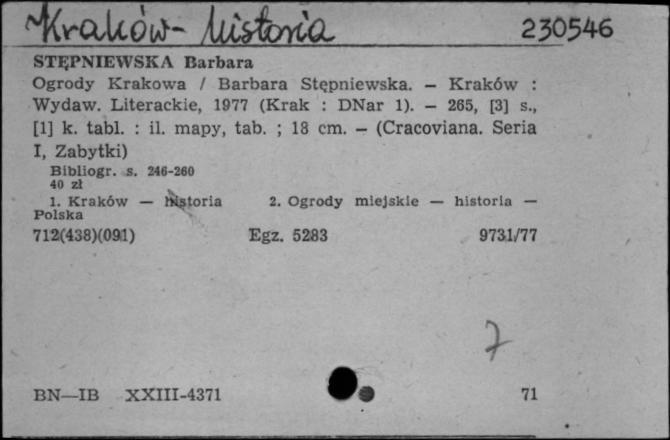 Kraków - historia 230546
STĘPNIEWSKA Barbara
Ogrody Krakowa / Barbara Stępniewska. — Kraków :
Wydaw. Literackie, 1977 (Krak : DNar 1). — 265, [3] s.,
[1] k. tabl. : il. mapy, tab. ; 18 cm. — (Cracoviana. Seria
I, Zabytki)
Bibliogr. s. 246-260
40 zł
1. Kraków — historia 2. Ogrody miejskie — historia —
Polska
712(438)(091) Egz. 5283 9731/77
7
BN—IB XXIII-4371 71